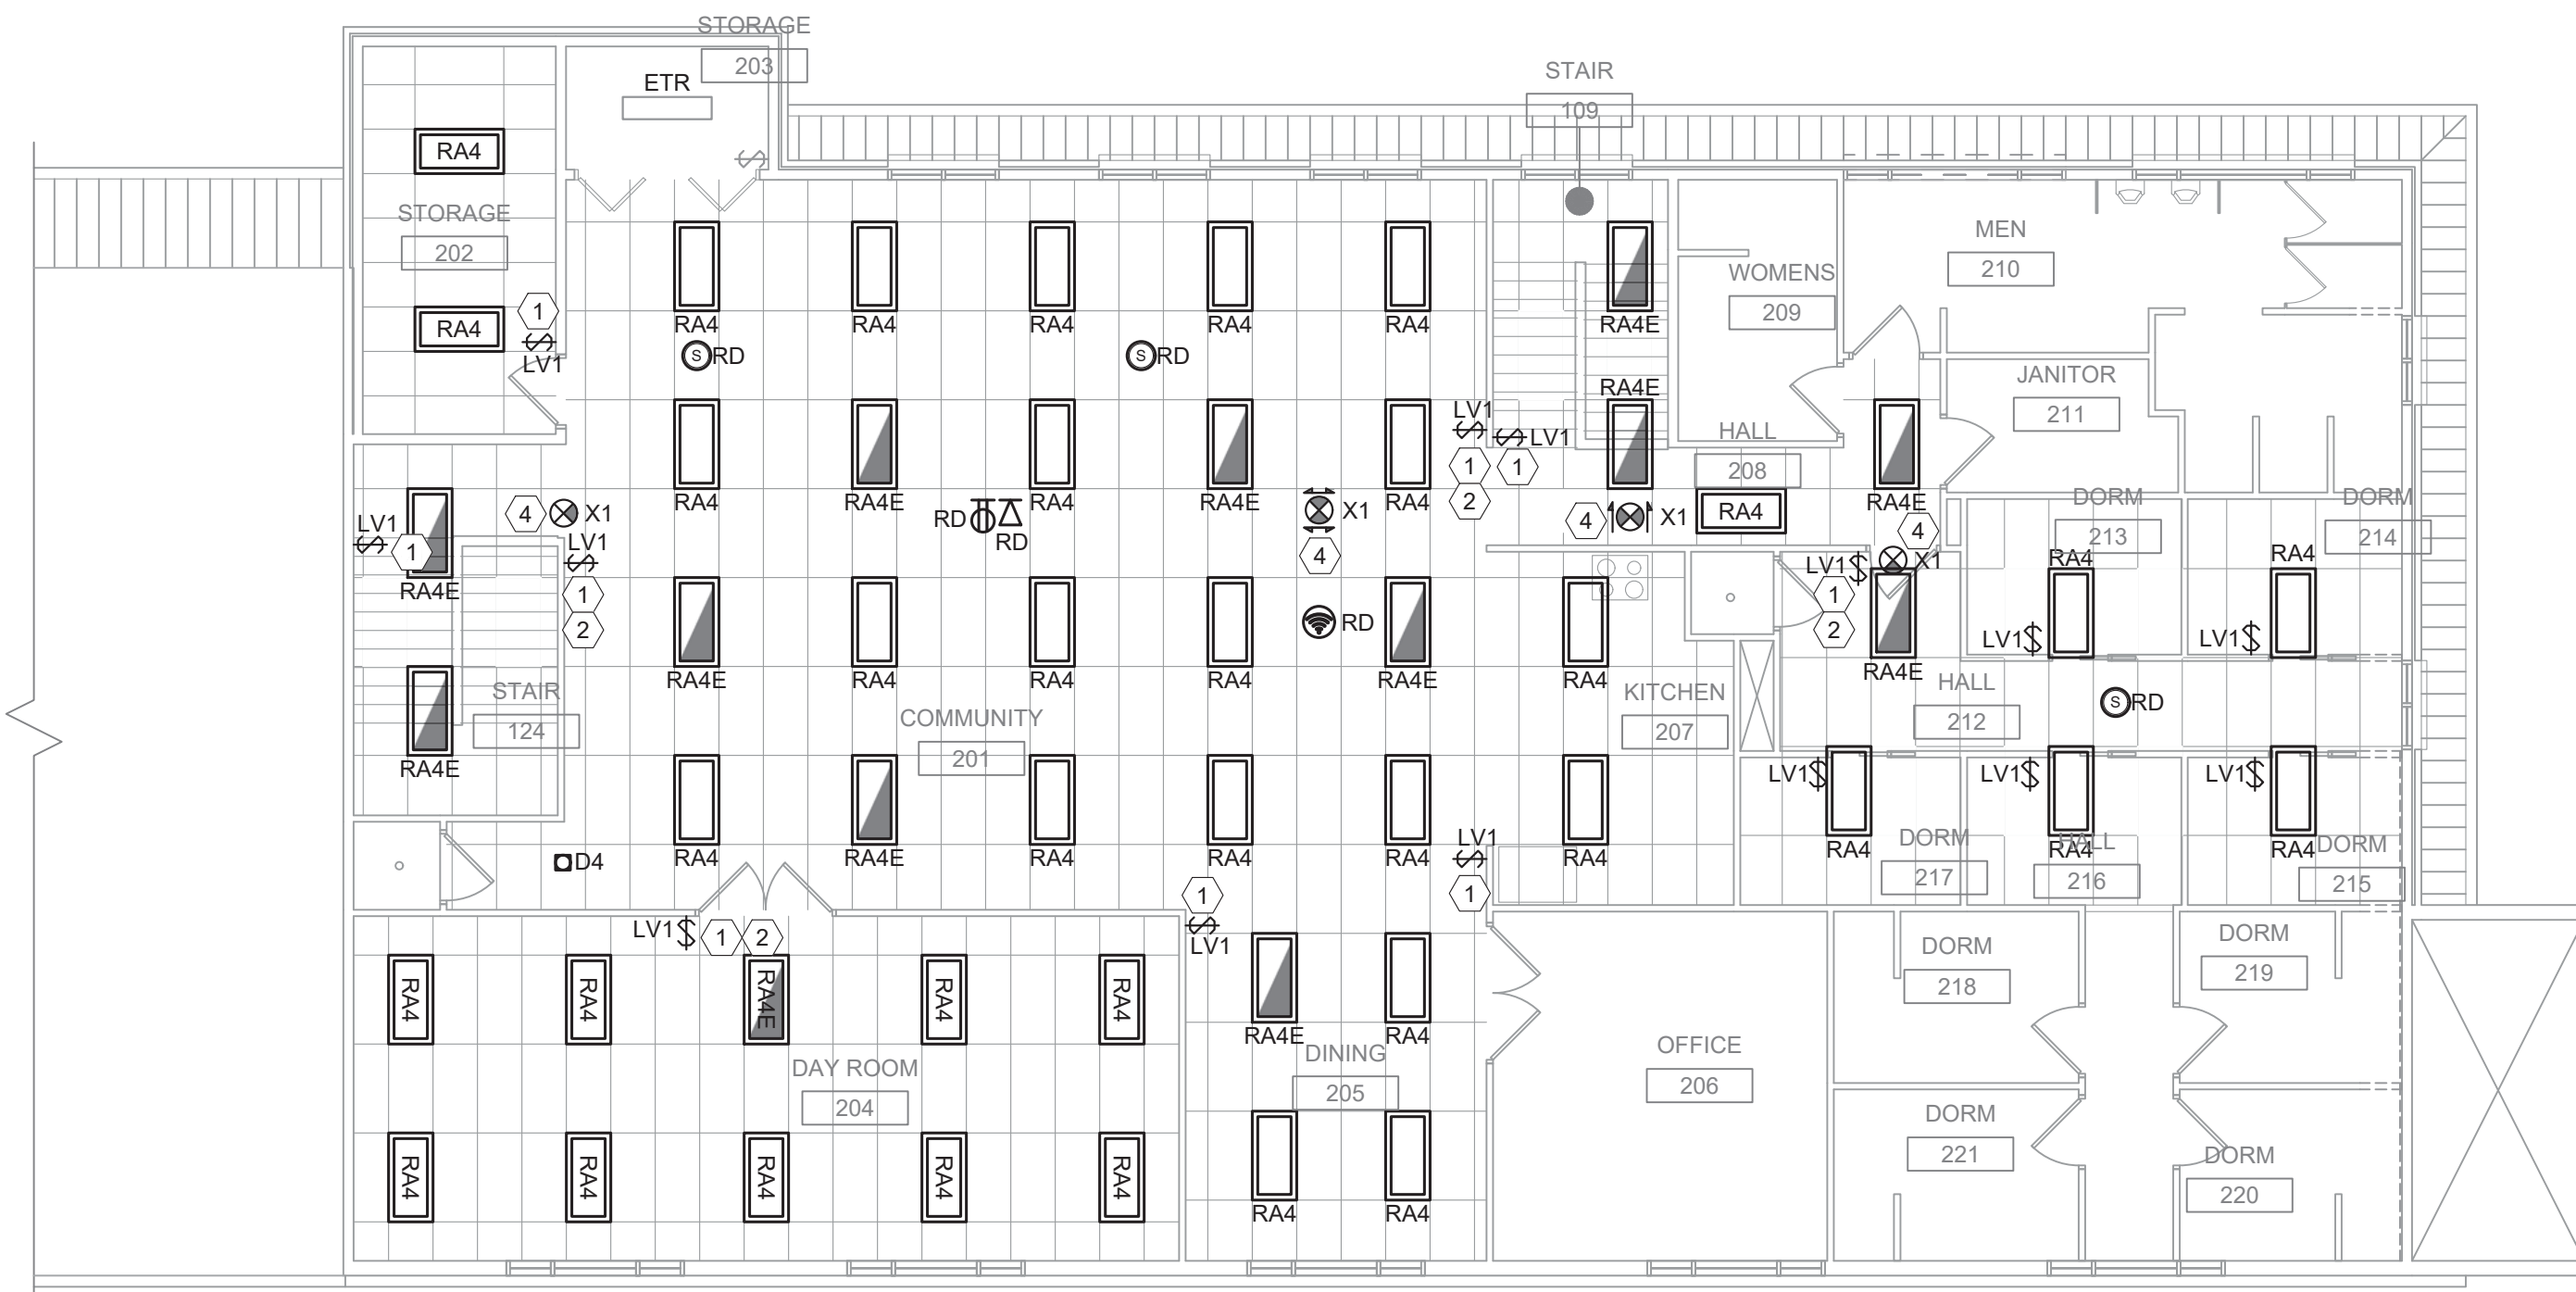 STORAGE
203
ETR
STAIR
109
RA4
STORAGE
202
MEN
210
WOMENS
209
1
RA4
LV1
RA4 RA4 RA4 RA4 RA4 RA4E
S RD S RD
JANITOR
211
RA4E
LV1
LV1
HALL
208
1 1
2
RA4 RA4E RA4 RA4E RA4 RA4E
DORM
213
DORM
214
4 X1
RD
RD
X1
4
4 X1
RA4
4
X1
LV1
1
LV1
1
2
RA4E
RD
LV1
1
2
RA4
RA4
LV1
LV1
RA4E RA4 RA4 RA4 RA4E RA4 RA4E
STAIR
124
COMMUNITY
201
KITCHEN
207
HALL
212
S RD
RA4E
LV1 LV1 LV1
RA4 RA4E RA4 RA4 RA4 RA4
LV1
1
D4
RA4 RA4 RA4
DORM
217
HALL
216
DORM
215
LV1 1 2
1
LV1
RA4 RA4 RA4E RA4 RA4
RA4E RA4
DINING
205
DAY ROOM
204
OFFICE
206
DORM
218
DORM
219
DORM
221
DORM
220
RA4 RA4 RA4 RA4 RA4
RA4 RA4